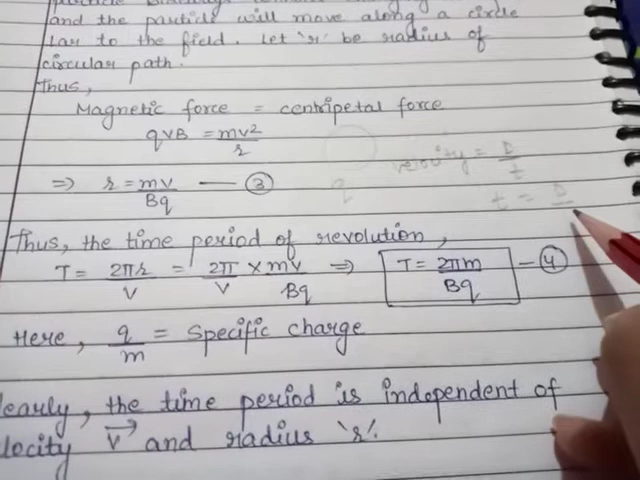 and the particle will move along a circle
lar to the field. Let 'r' be radius of
circular path.
Thus,
Magnetic force = centripetal force
qVB = mv²/r
⇒ r = mv/Bq — ③
velocity = D/t
q
t = D
Thus, the time period of revolution,
T = 2πr/V = 2π/V × mv/Bq ⇒ T = 2πm/Bq — ④
Here, q/m = Specific charge
learly, the time period is independent of
locity V⃗ and radius 'r'.